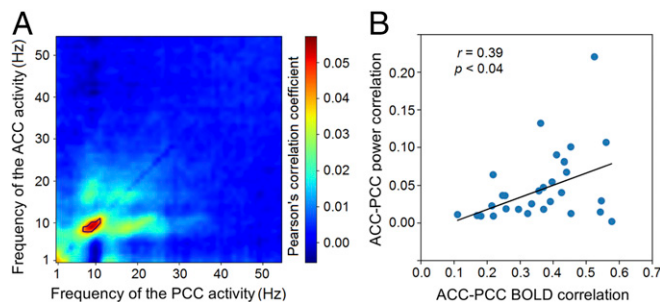 A
Frequency of the ACC activity (Hz)
50
40
30
20
10
1
1 10 20 30 40 50
Frequency of the PCC activity (Hz)
0.05
0.04
0.03
0.02
0.01
0.00
Pearson's correlation coefficient
B
r = 0.39
p < 0.04
ACC-PCC power correlation
0.20
0.15
0.10
0.05
0.00
0.0 0.1 0.2 0.3 0.4 0.5 0.6 0.7
ACC-PCC BOLD correlation